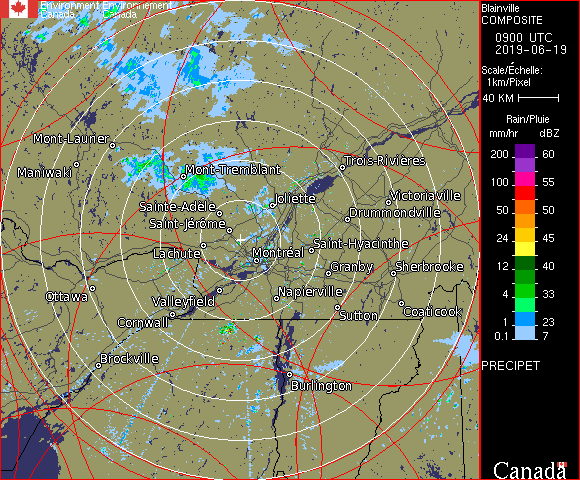 Environment Environnement
Canada Canada
Blainville
COMPOSITE
0900 UTC
2019-06-19
Scale/Échelle:
1km/Pixel
40 KM
Rain/Pluie
mm/hr dBZ
200 60
100 55
50 50
24 45
12 40
4 33
1 23
0.1 7
PRECIPET
Canada
Mont-Laurier
Maniwaki
Mont-Tremblant
Trois-Rivières
Sainte-Adèle
Joliette
Victoriaville
Saint-Jérôme
Drummondville
Lachute
Montréal
Saint-Hyacinthe
Granby
Sherbrooke
Ottawa
Valleyfield
Napierville
Cornwall
Sutton
Coaticook
Brockville
Burlington